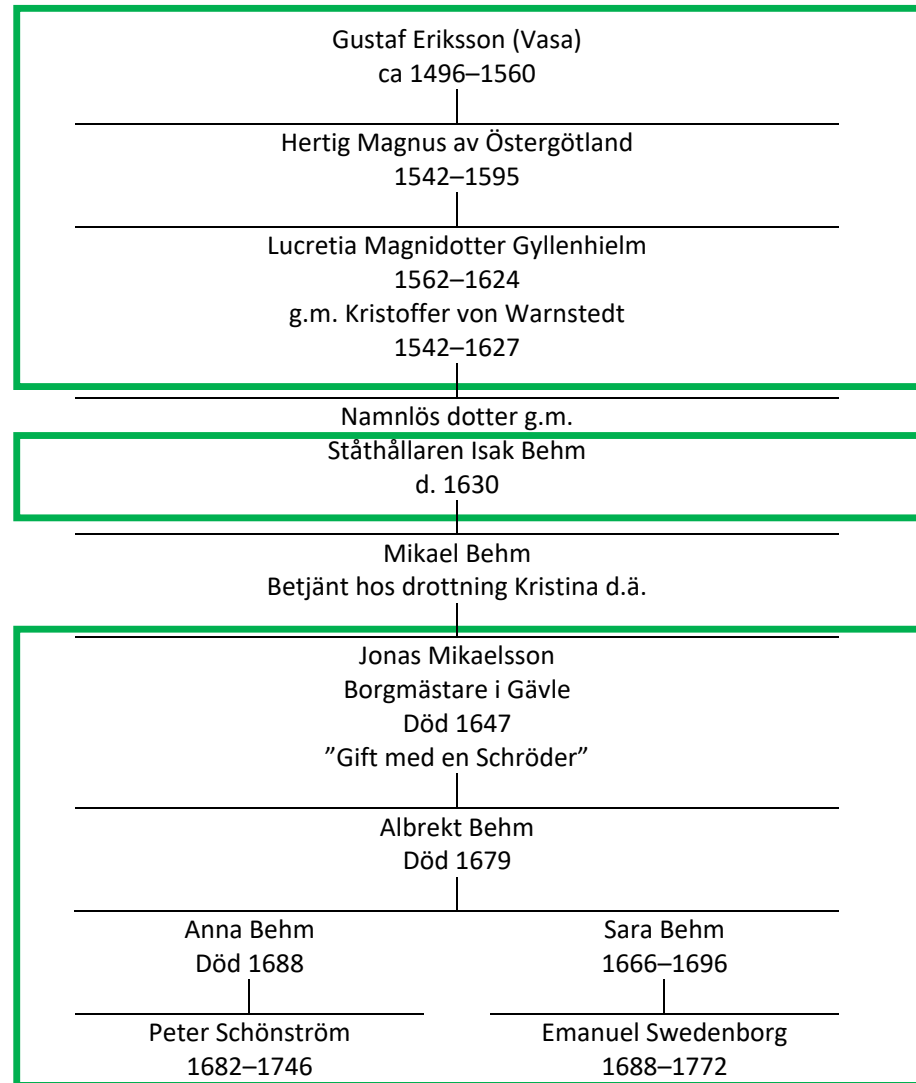 Gustaf Eriksson (Vasa)
ca 1496–1560
Hertig Magnus av Östergötland
1542–1595
Lucretia Magnidotter Gyllenhielm
1562–1624
g.m. Kristoffer von Warnstedt
1542–1627
Namnlös dotter g.m.
Ståthållaren Isak Behm
d. 1630
Mikael Behm
Betjänt hos drottning Kristina d.ä.
Jonas Mikaelsson
Borgmästare i Gävle
Död 1647
”Gift med en Schröder”
Albrekt Behm
Död 1679
Anna Behm
Död 1688
Sara Behm
1666–1696
Peter Schönström
1682–1746
Emanuel Swedenborg
1688–1772